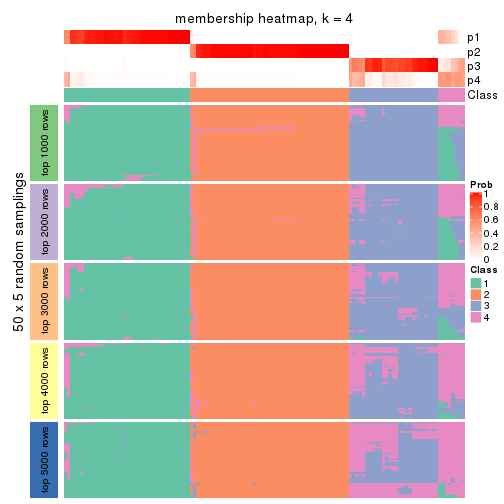 membership heatmap, k = 4
p1
p2
p3
p4
Class
50 x 5 random samplings
top 1000 rows
top 2000 rows
top 3000 rows
top 4000 rows
top 5000 rows
Prob
1
0.8
0.6
0.4
0.2
0
Class
1
2
3
4